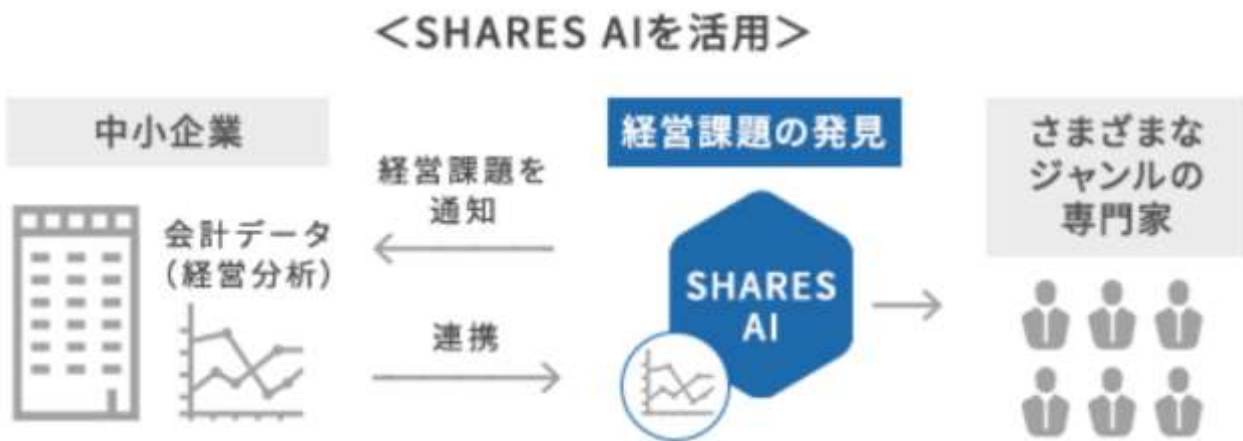 ＜SHARES AIを活用＞
中小企業
会計データ
（経営分析）
経営課題を
通知
連携
経営課題の発見
SHARES
AI
さまざまな
ジャンルの
専門家